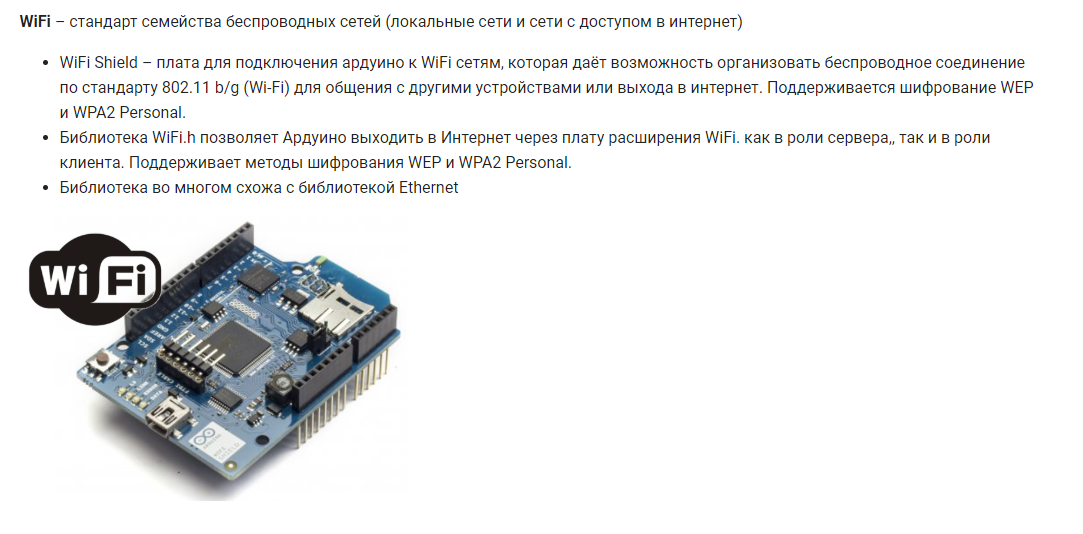 WiFi – стандарт семейства беспроводных сетей (локальные сети и сети с доступом в интернет)
• WiFi Shield – плата для подключения ардуино к WiFi сетям, которая даёт возможность организовать беспроводное соединение
по стандарту 802.11 b/g (Wi-Fi) для общения с другими устройствами или выхода в интернет. Поддерживается шифрование WEP
и WPA2 Personal.
• Библиотека WiFi.h позволяет Ардуино выходить в Интернет через плату расширения WiFi. как в роли сервера,, так и в роли
клиента. Поддерживает методы шифрования WEP и WPA2 Personal.
• Библиотека во многом схожа с библиотекой Ethernet
Wi Fi